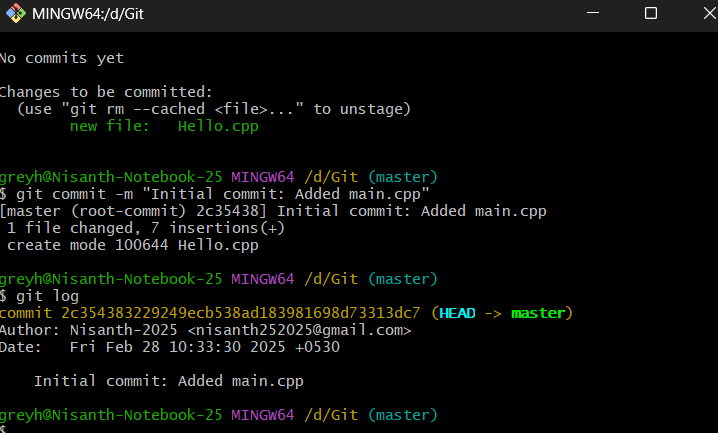 MINGW64:/d/Git
No commits yet
Changes to be committed:
  (use "git rm --cached <file>..." to unstage)
        new file:   Hello.cpp
greyh@Nisanth-Notebook-25 MINGW64 /d/Git (master)
$ git commit -m "Initial commit: Added main.cpp"
[master (root-commit) 2c35438] Initial commit: Added main.cpp
 1 file changed, 7 insertions(+)
 create mode 100644 Hello.cpp
greyh@Nisanth-Notebook-25 MINGW64 /d/Git (master)
$ git log
commit 2c354383229249ecb538ad183981698d73313dc7 (HEAD -> master)
Author: Nisanth-2025 <nisanth252025@gmail.com>
Date:   Fri Feb 28 10:33:30 2025 +0530
    Initial commit: Added main.cpp
greyh@Nisanth-Notebook-25 MINGW64 /d/Git (master)
$